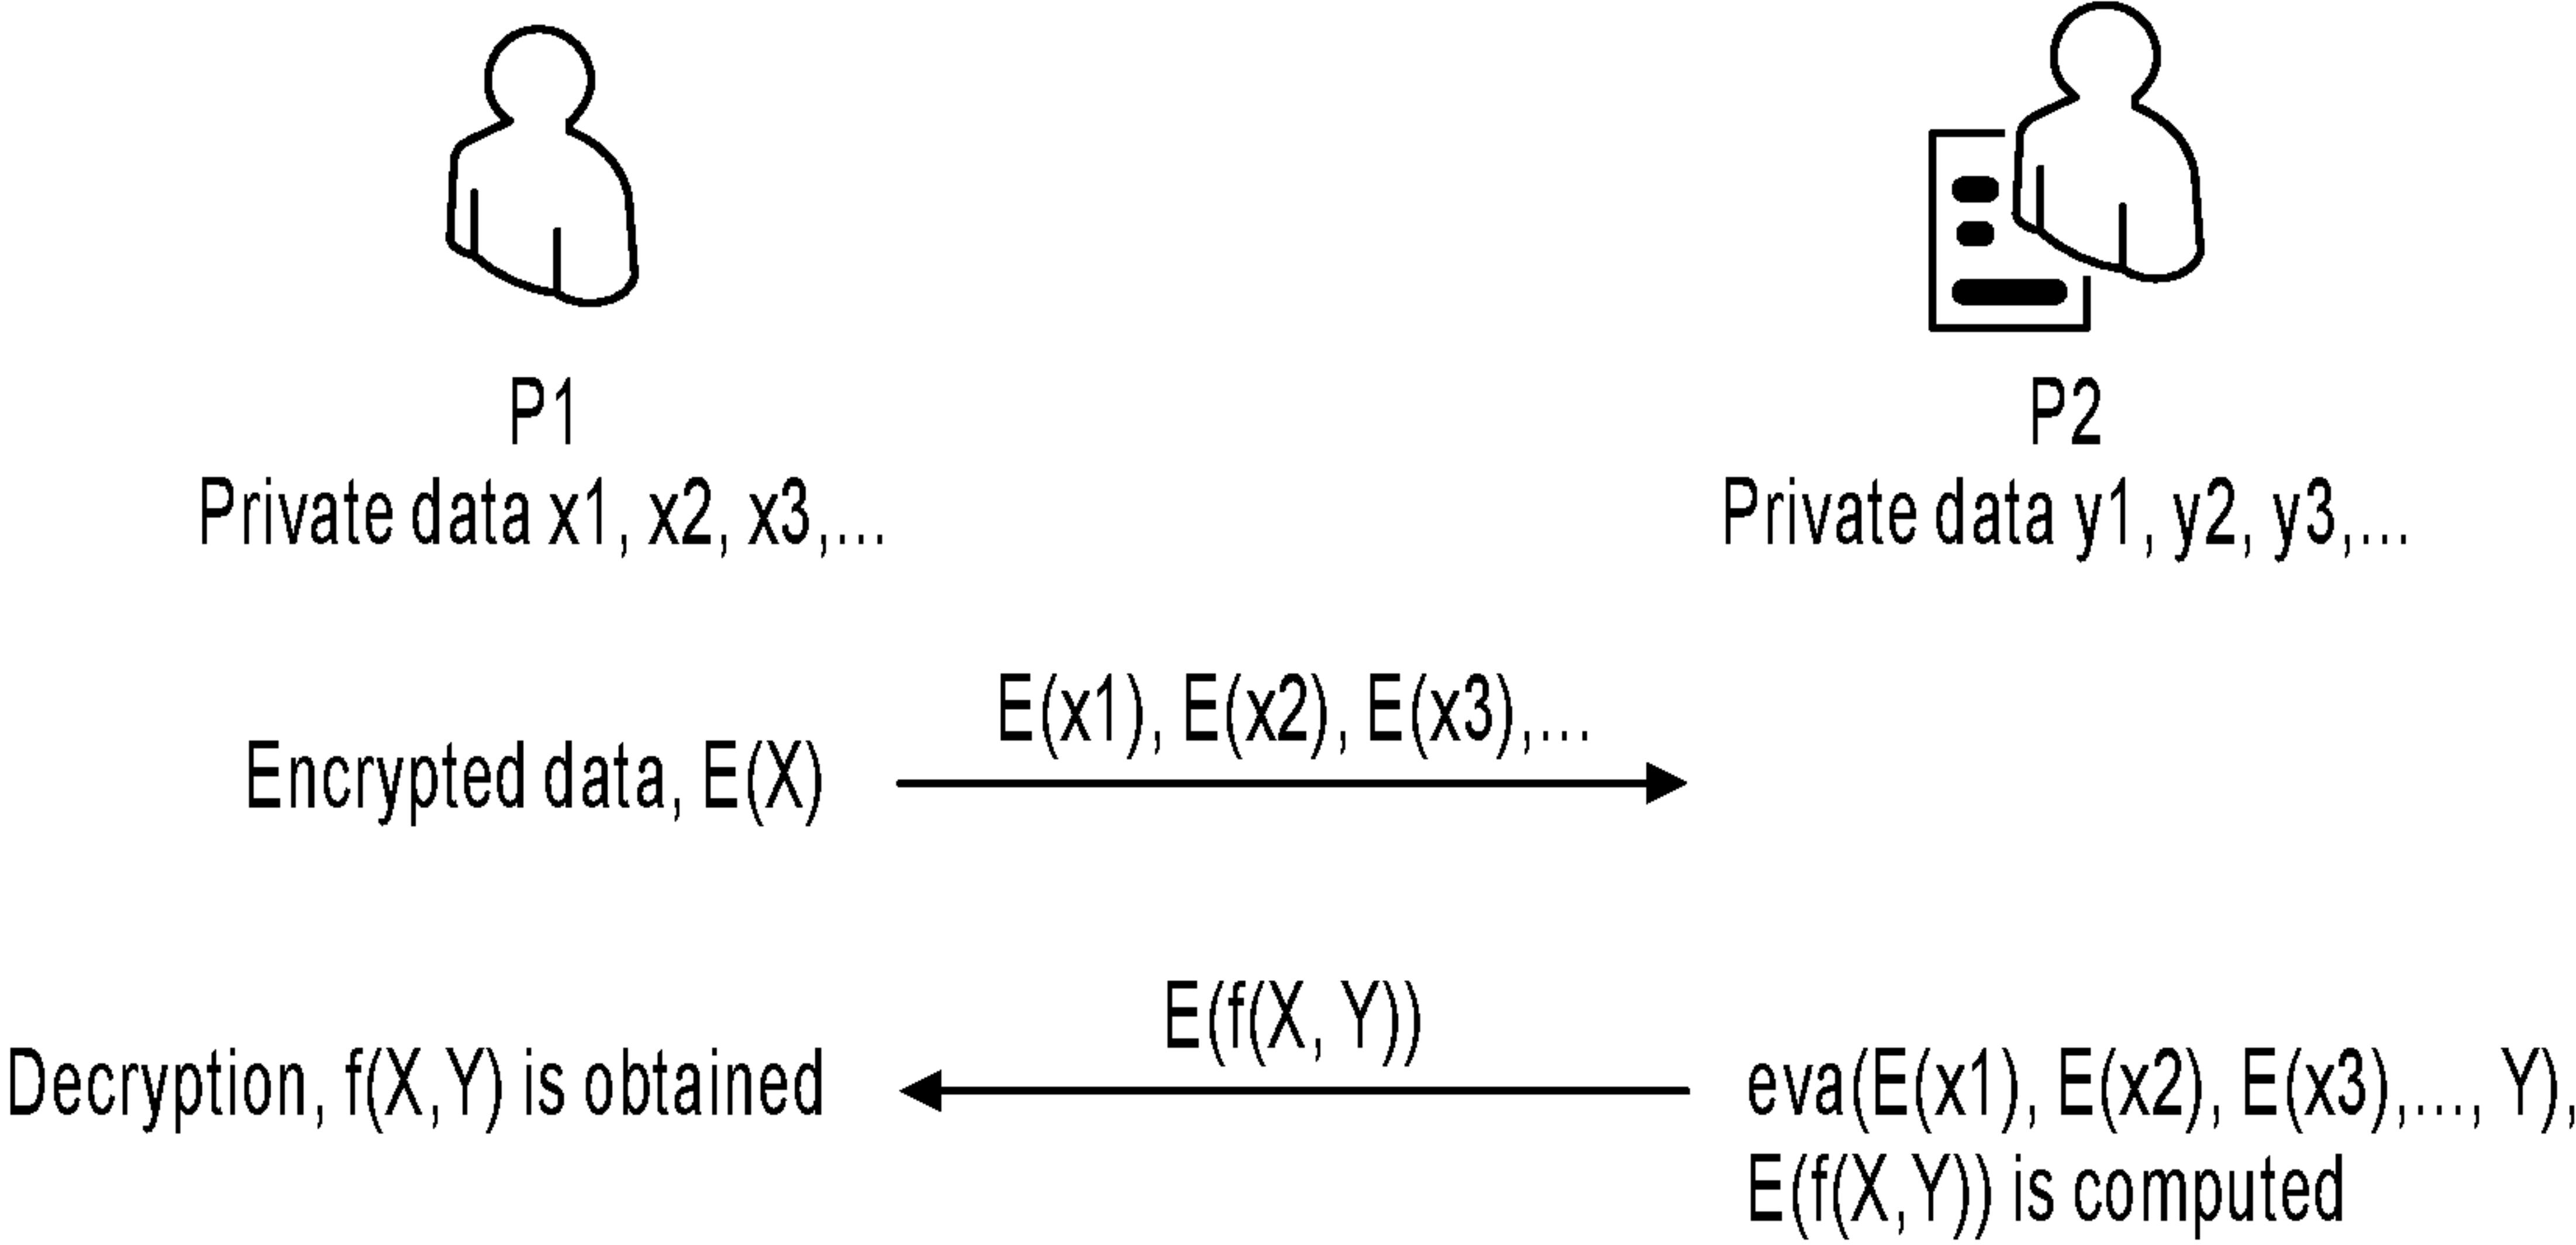 P1
Private data x1, x2, x3,...
P2
Private data y1, y2, y3,...
E(x1), E(x2), E(x3),...
Encrypted data, E(X)
E(f(X, Y))
Decryption, f(X,Y) is obtained
eva(E(x1), E(x2), E(x3),..., Y),
E(f(X,Y)) is computed